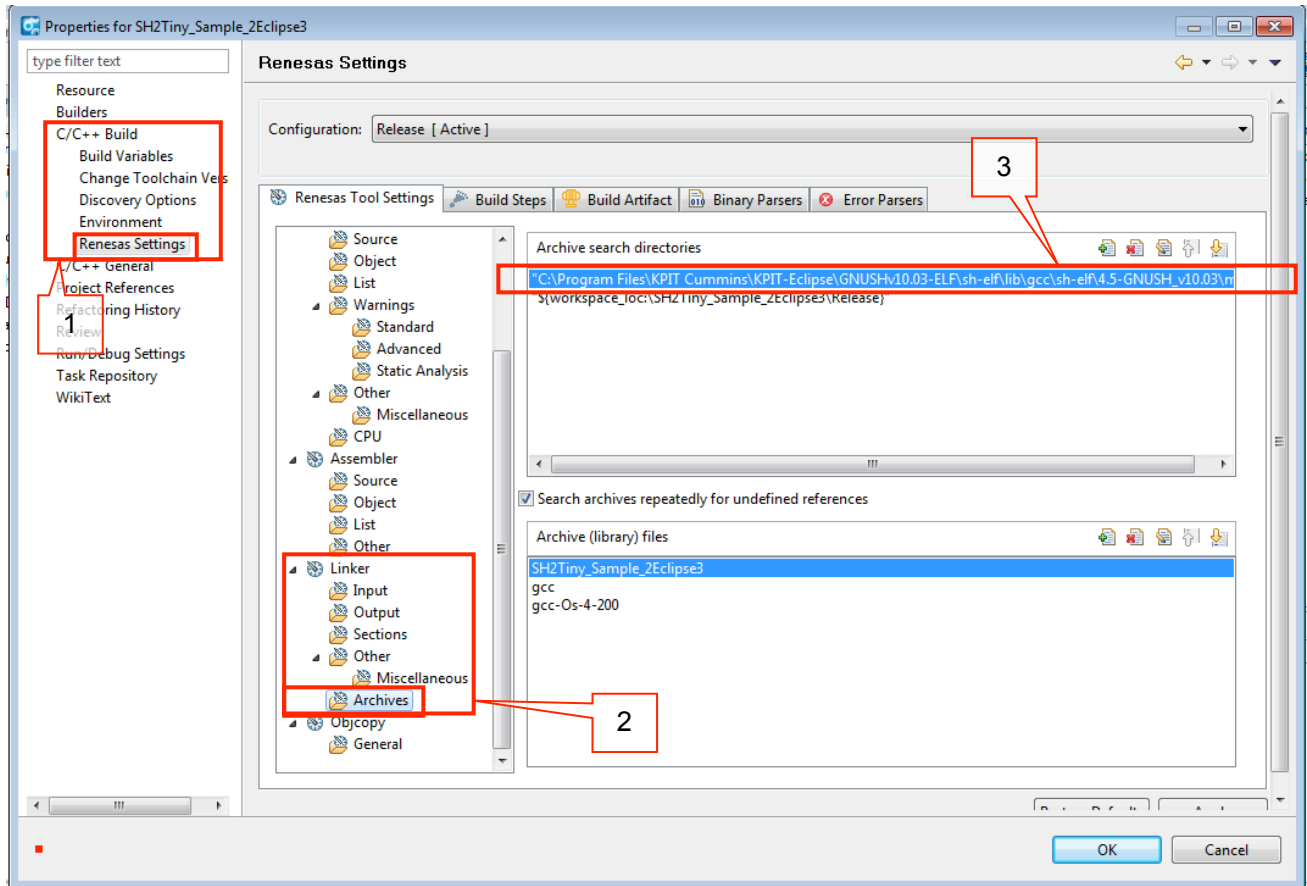 Properties for SH2Tiny_Sample_2Eclipse3
type filter text
Resource
Builders
C/C++ Build
Build Variables
Change Toolchain Vers
Discovery Options
Environment
Renesas Settings
C/C++ General
Project References
Refactoring History
Review
Run/Debug Settings
Task Repository
WikiText
1
Renesas Settings
Configuration: Release [ Active ]
3
Renesas Tool Settings Build Steps Build Artifact Binary Parsers Error Parsers
Source
Object
List
Warnings
Standard
Advanced
Static Analysis
Other
Miscellaneous
CPU
Assembler
Source
Object
List
Other
Linker
Input
Output
Sections
Other
Miscellaneous
Archives
Objcopy
General
2
Archive search directories
"C:\Program Files\KPIT Cummins\KPIT-Eclipse\GNUSHv10.03-ELF\sh-elf\lib\gcc\sh-elf\4.5-GNUSH_v10.03\m
"${workspace_loc:\SH2Tiny_Sample_2Eclipse3\Release}"
Search archives repeatedly for undefined references
Archive (library) files
SH2Tiny_Sample_2Eclipse3
gcc
gcc-Os-4-200
OK Cancel